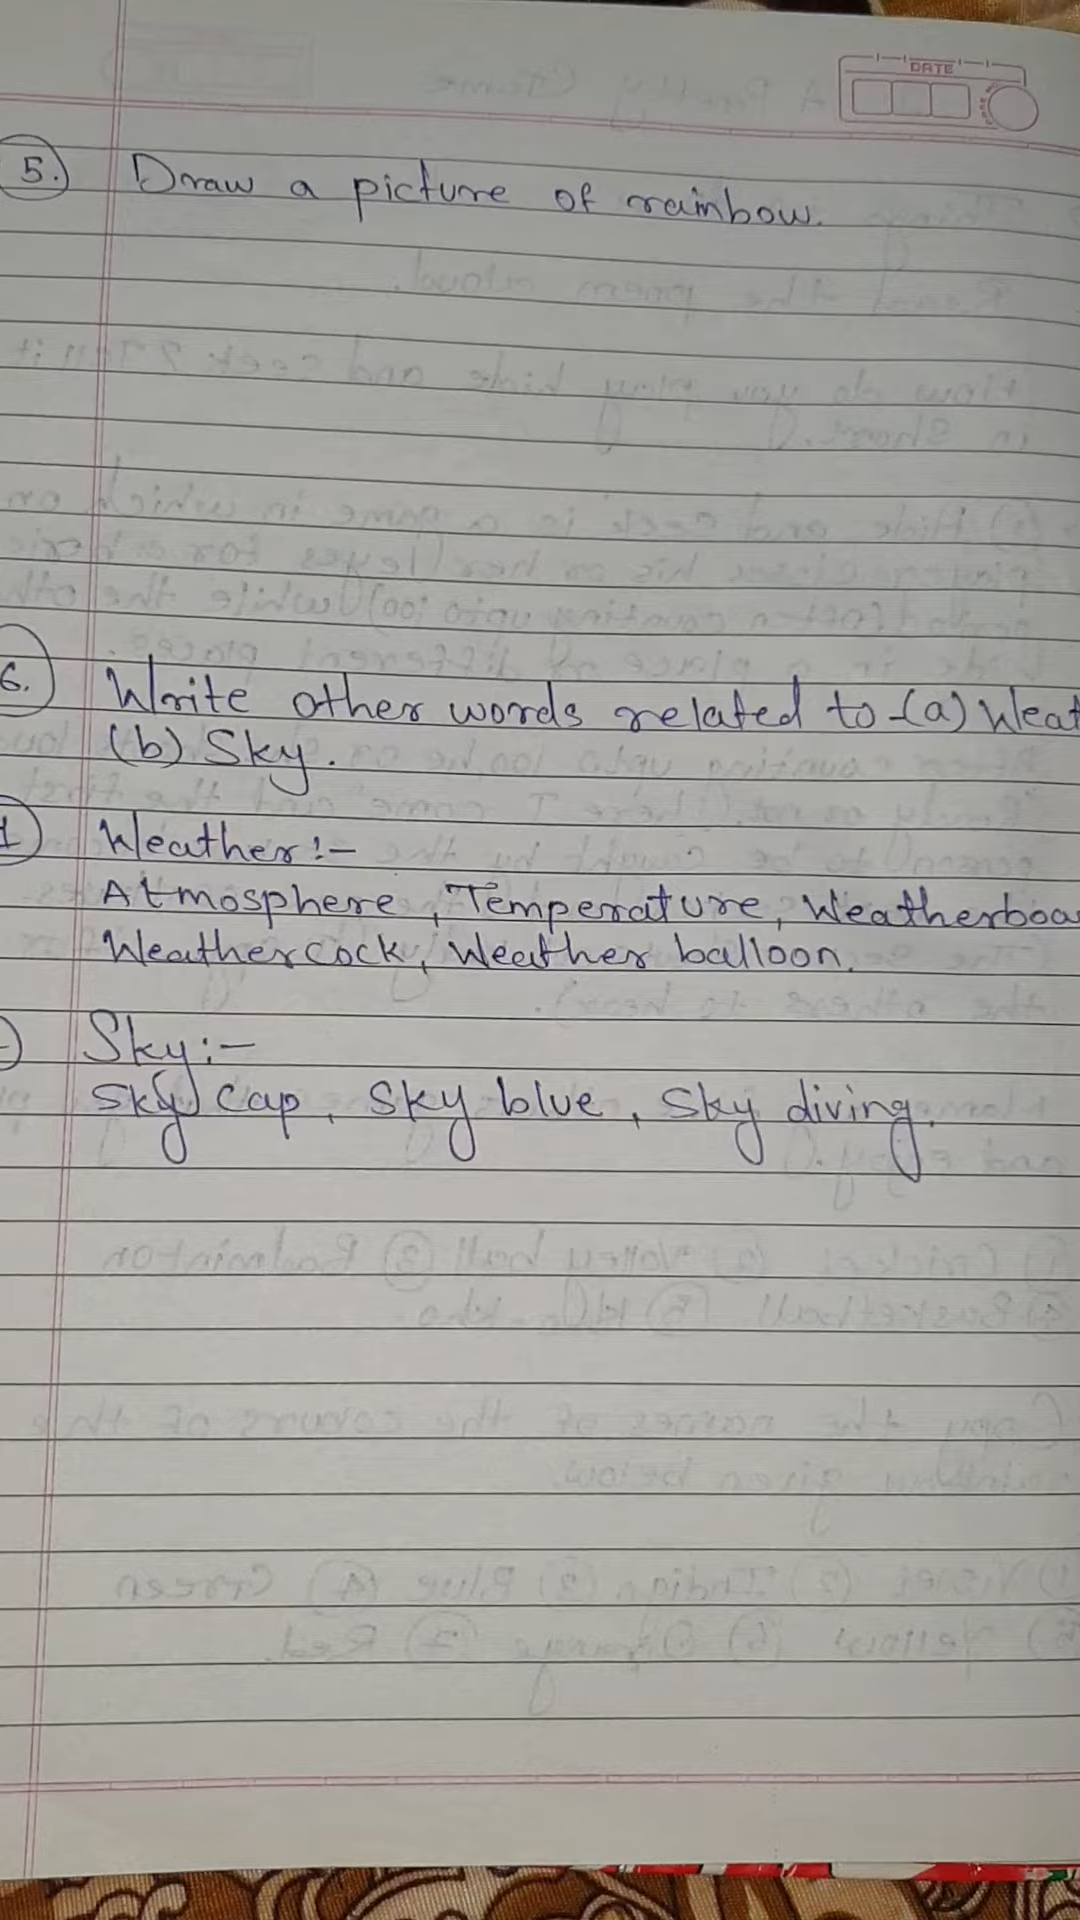 DATE
5. Draw a picture of rainbow.
6. Write other words related to -(a) Weat
(b) Sky.
1 Weather :-
Atmosphere, Temperature, Weatherboa
Weathercock, Weather balloon.
Sky :-
Sky cap, Sky blue, Sky diving.